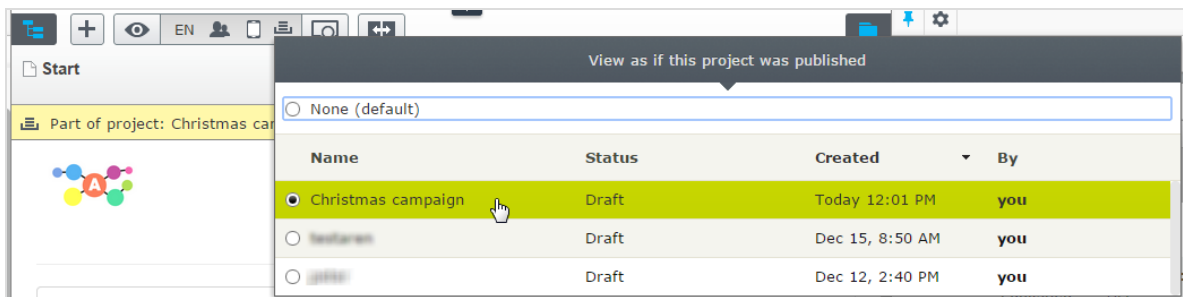 EN
View as if this project was published
Start
None (default)
Part of project: Christmas car
Name Status Created By
A
Christmas campaign Draft Today 12:01 PM you
Draft Dec 15, 8:50 AM you
Draft Dec 12, 2:40 PM you